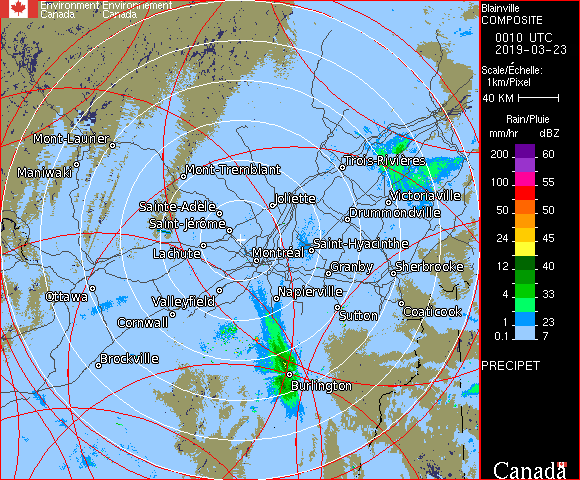 Environment Environnement
Canada Canada
Blainville
COMPOSITE
0010 UTC
2019-03-23
Scale/Échelle:
1km/Pixel
40 KM
Rain/Pluie
mm/hr dBZ
200 60
100 55
50 50
24 45
12 40
4 33
1 23
0.1 7
PRECIPET
Canada
Mont-Laurier
Maniwaki
Mont-Tremblant
Trois-Rivières
Sainte-Adèle
Joliette
Victoriaville
Saint-Jérôme
Drummondville
Lachute
Montréal
Saint-Hyacinthe
Granby
Sherbrooke
Ottawa
Valleyfield
Napierville
Cornwall
Sutton
Coaticook
Brockville
Burlington